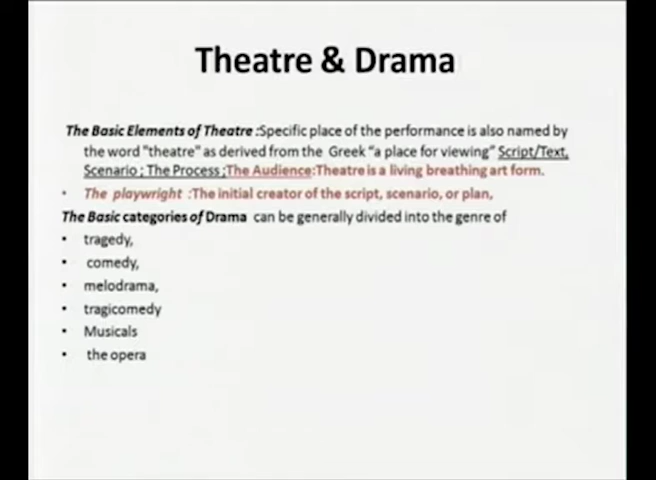 Theatre & Drama
The Basic Elements of Theatre :Specific place of the performance is also named by
the word "theatre" as derived from the Greek “a place for viewing” Script/Text,
Scenario ; The Process ;The Audience:Theatre is a living breathing art form.
• The playwright :The initial creator of the script, scenario, or plan,
The Basic categories of Drama can be generally divided into the genre of
• tragedy,
• comedy,
• melodrama,
• tragicomedy
• Musicals
• the opera